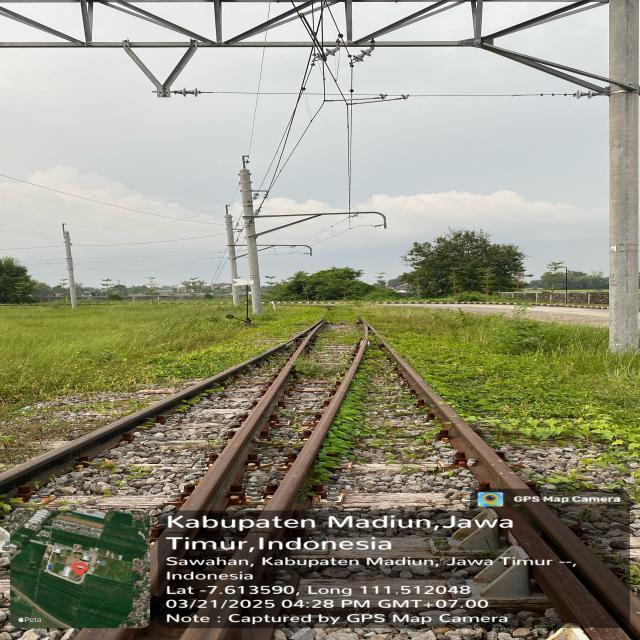 GPS Map Camera
Kabupaten Madiun,Jawa
Timur,Indonesia
Sawahan, Kabupaten Madiun, Jawa Timur --,
Indonesia
Lat -7.613590, Long 111.512048
03/21/2025 04:28 PM GMT+07.00
Note : Captured by GPS Map Camera
Peta